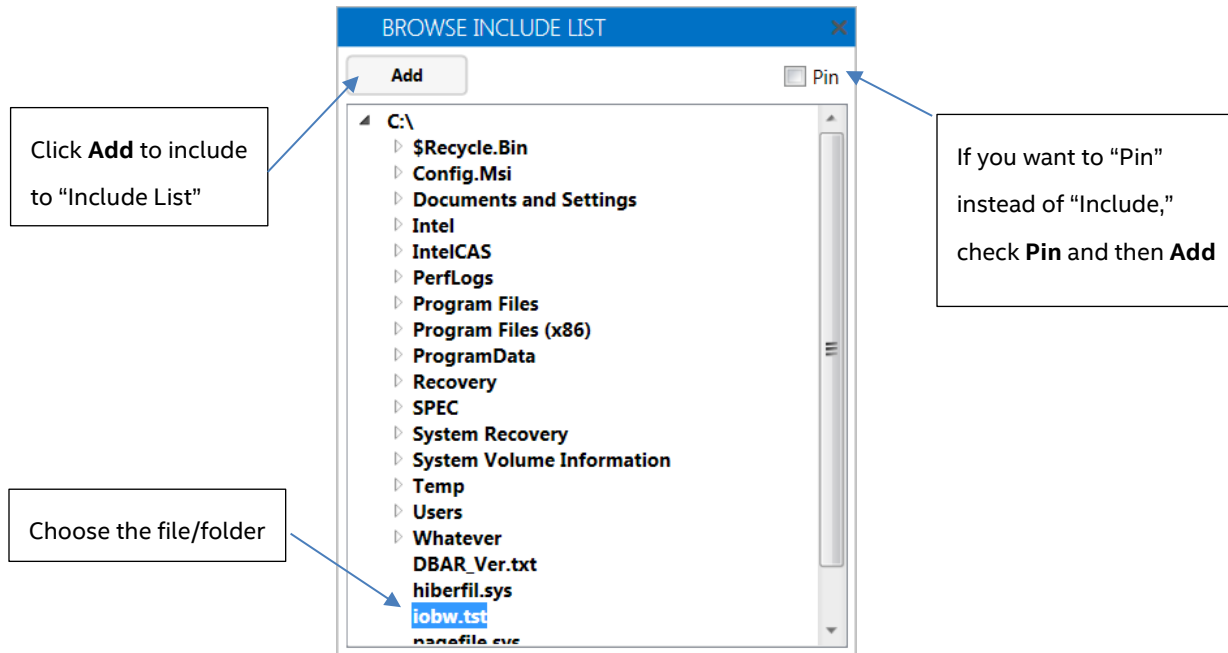 BROWSE INCLUDE LIST
Add
Pin
Click Add to include
to “Include List”
If you want to “Pin”
instead of “Include,”
check Pin and then Add
C:\
$Recycle.Bin
Config.Msi
Documents and Settings
Intel
IntelCAS
PerfLogs
Program Files
Program Files (x86)
ProgramData
Recovery
SPEC
System Recovery
System Volume Information
Temp
Users
Whatever
Choose the file/folder
DBAR_Ver.txt
hiberfil.sys
iobw.tst
pagefile.sys